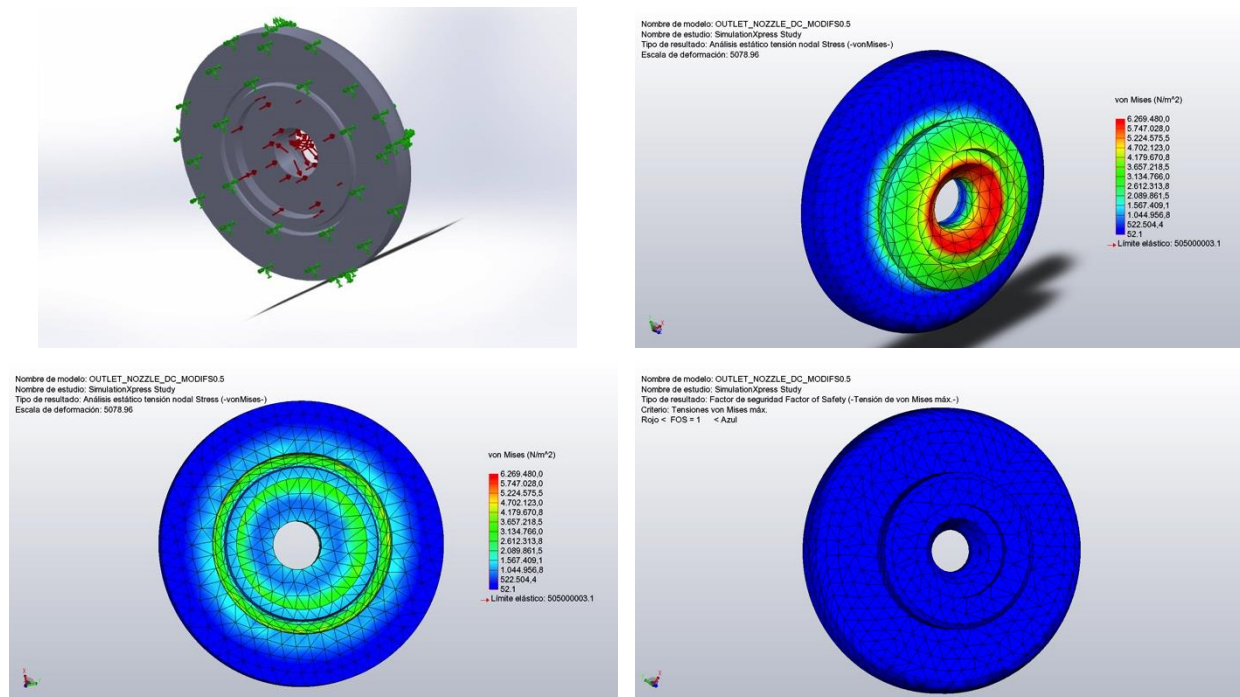 Nombre de modelo: OUTLET_NOZZLE_DC_MODIFS0.5
Nombre de estudio: SimulationXpress Study
Tipo de resultado: Análisis estático tensión nodal Stress (-vonMises-)
Escala de deformación: 5078.96
von Mises (N/m^2)
6.269.480,0
5.747.028,0
5.224.575,5
4.702.123,0
4.179.670,8
3.657.218,5
3.134.766,0
2.612.313,8
2.089.861,5
1.567.409,1
1.044.956,8
522.504,4
52.1
Límite elástico: 505000003.1
Nombre de modelo: OUTLET_NOZZLE_DC_MODIFS0.5
Nombre de estudio: SimulationXpress Study
Tipo de resultado: Análisis estático tensión nodal Stress (-vonMises-)
Escala de deformación: 5078.96
von Mises (N/m^2)
6.269.480,0
5.747.028,0
5.224.575,5
4.702.123,0
4.179.670,8
3.657.218,5
3.134.766,0
2.612.313,8
2.089.861,5
1.567.409,1
1.044.956,8
522.504,4
52.1
Límite elástico: 505000003.1
Nombre de modelo: OUTLET_NOZZLE_DC_MODIFS0.5
Nombre de estudio: SimulationXpress Study
Tipo de resultado: Factor de seguridad Factor of Safety (-Tensión de von Mises máx.-)
Criterio: Tensiones von Mises máx.
Rojo < FOS = 1 < Azul